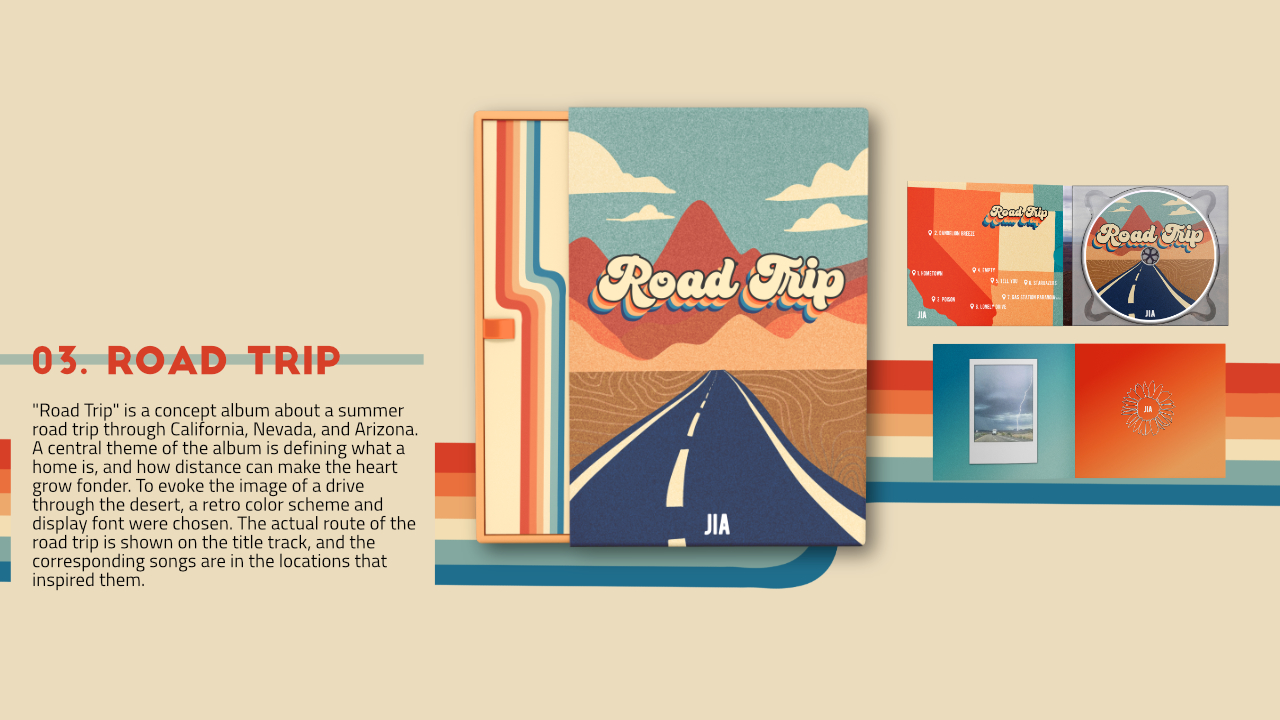 03. ROAD TRIP
"Road Trip" is a concept album about a summer
road trip through California, Nevada, and Arizona.
A central theme of the album is defining what a
home is, and how distance can make the heart
grow fonder. To evoke the image of a drive
through the desert, a retro color scheme and
display font were chosen. The actual route of the
road trip is shown on the title track, and the
corresponding songs are in the locations that
inspired them.
Road Trip
JIA
Road Trip
2. DANDELION BREEZE
1. HOMETOWN
4. EMPTY
5. TELL YOU
3. POISON
7. GAS STATION
8. LONELY DRIVE
JIA
Road Trip
JIA
JIA